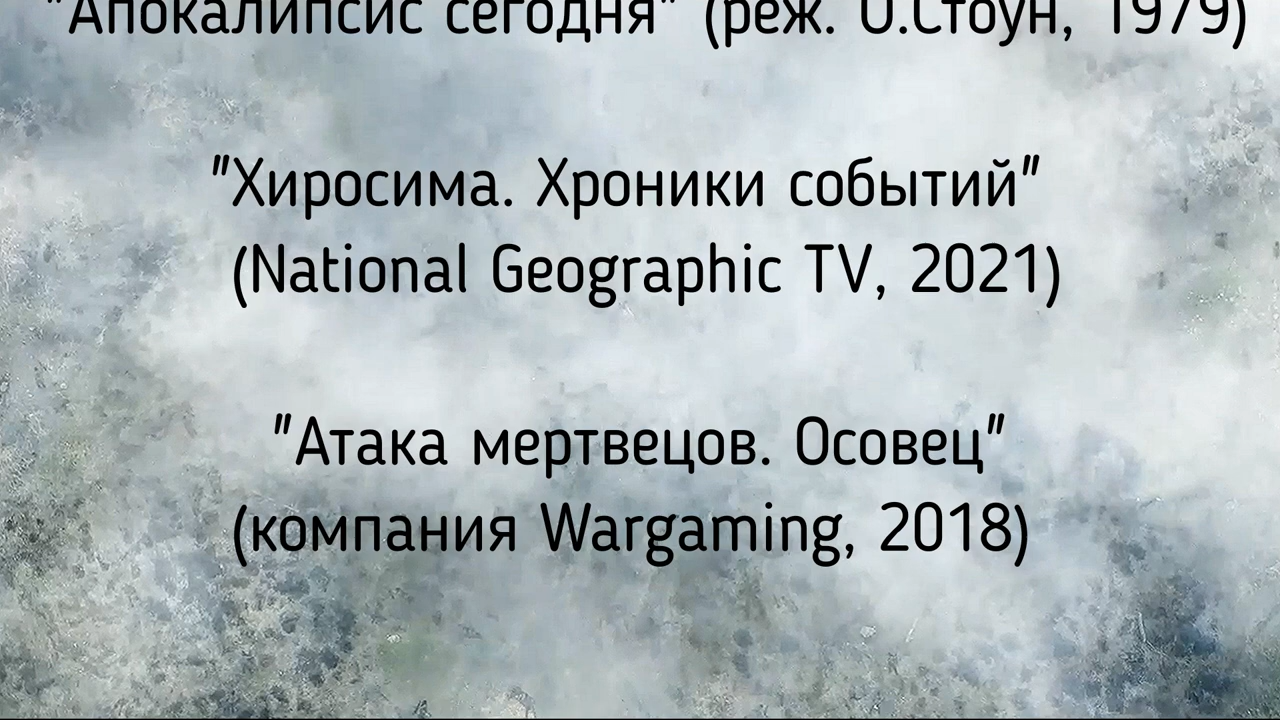 "Апокалипсис сегодня" (реж. О.Стоун, 1979)
"Хиросима. Хроники событий"
(National Geographic TV, 2021)
"Атака мертвецов. Осовец"
(компания Wargaming, 2018)